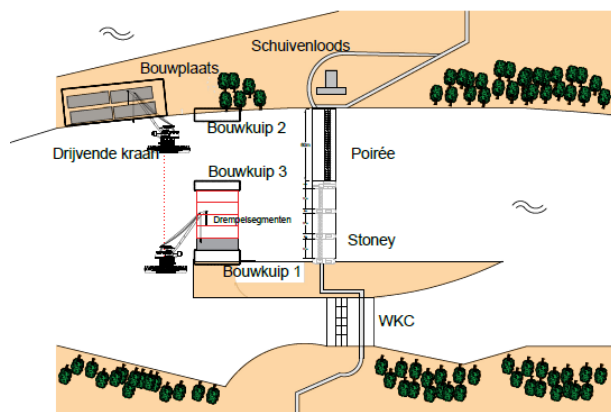 Schuivenloods
Bouwplaats
Bouwkuip 2
Drijvende kraan
Poirée
Bouwkuip 3
Drempelsegmenten
Stoney
Bouwkuip 1
WKC